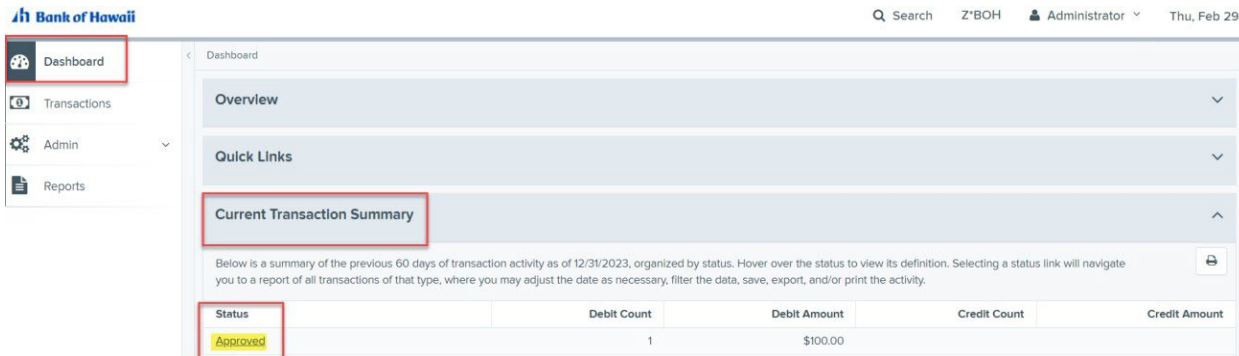 Bank of Hawaii
Search Z*BOH Administrator Thu, Feb 29
Dashboard
Transactions
Admin
Reports
Dashboard
Overview
Quick Links
Current Transaction Summary
Below is a summary of the previous 60 days of transaction activity as of 12/31/2023, organized by status. Hover over the status to view its definition. Selecting a status link will navigate
you to a report of all transactions of that type, where you may adjust the date as necessary, filter the data, save, export, and/or print the activity.
Status Debit Count Debit Amount Credit Count Credit Amount
Approved 1 $100.00